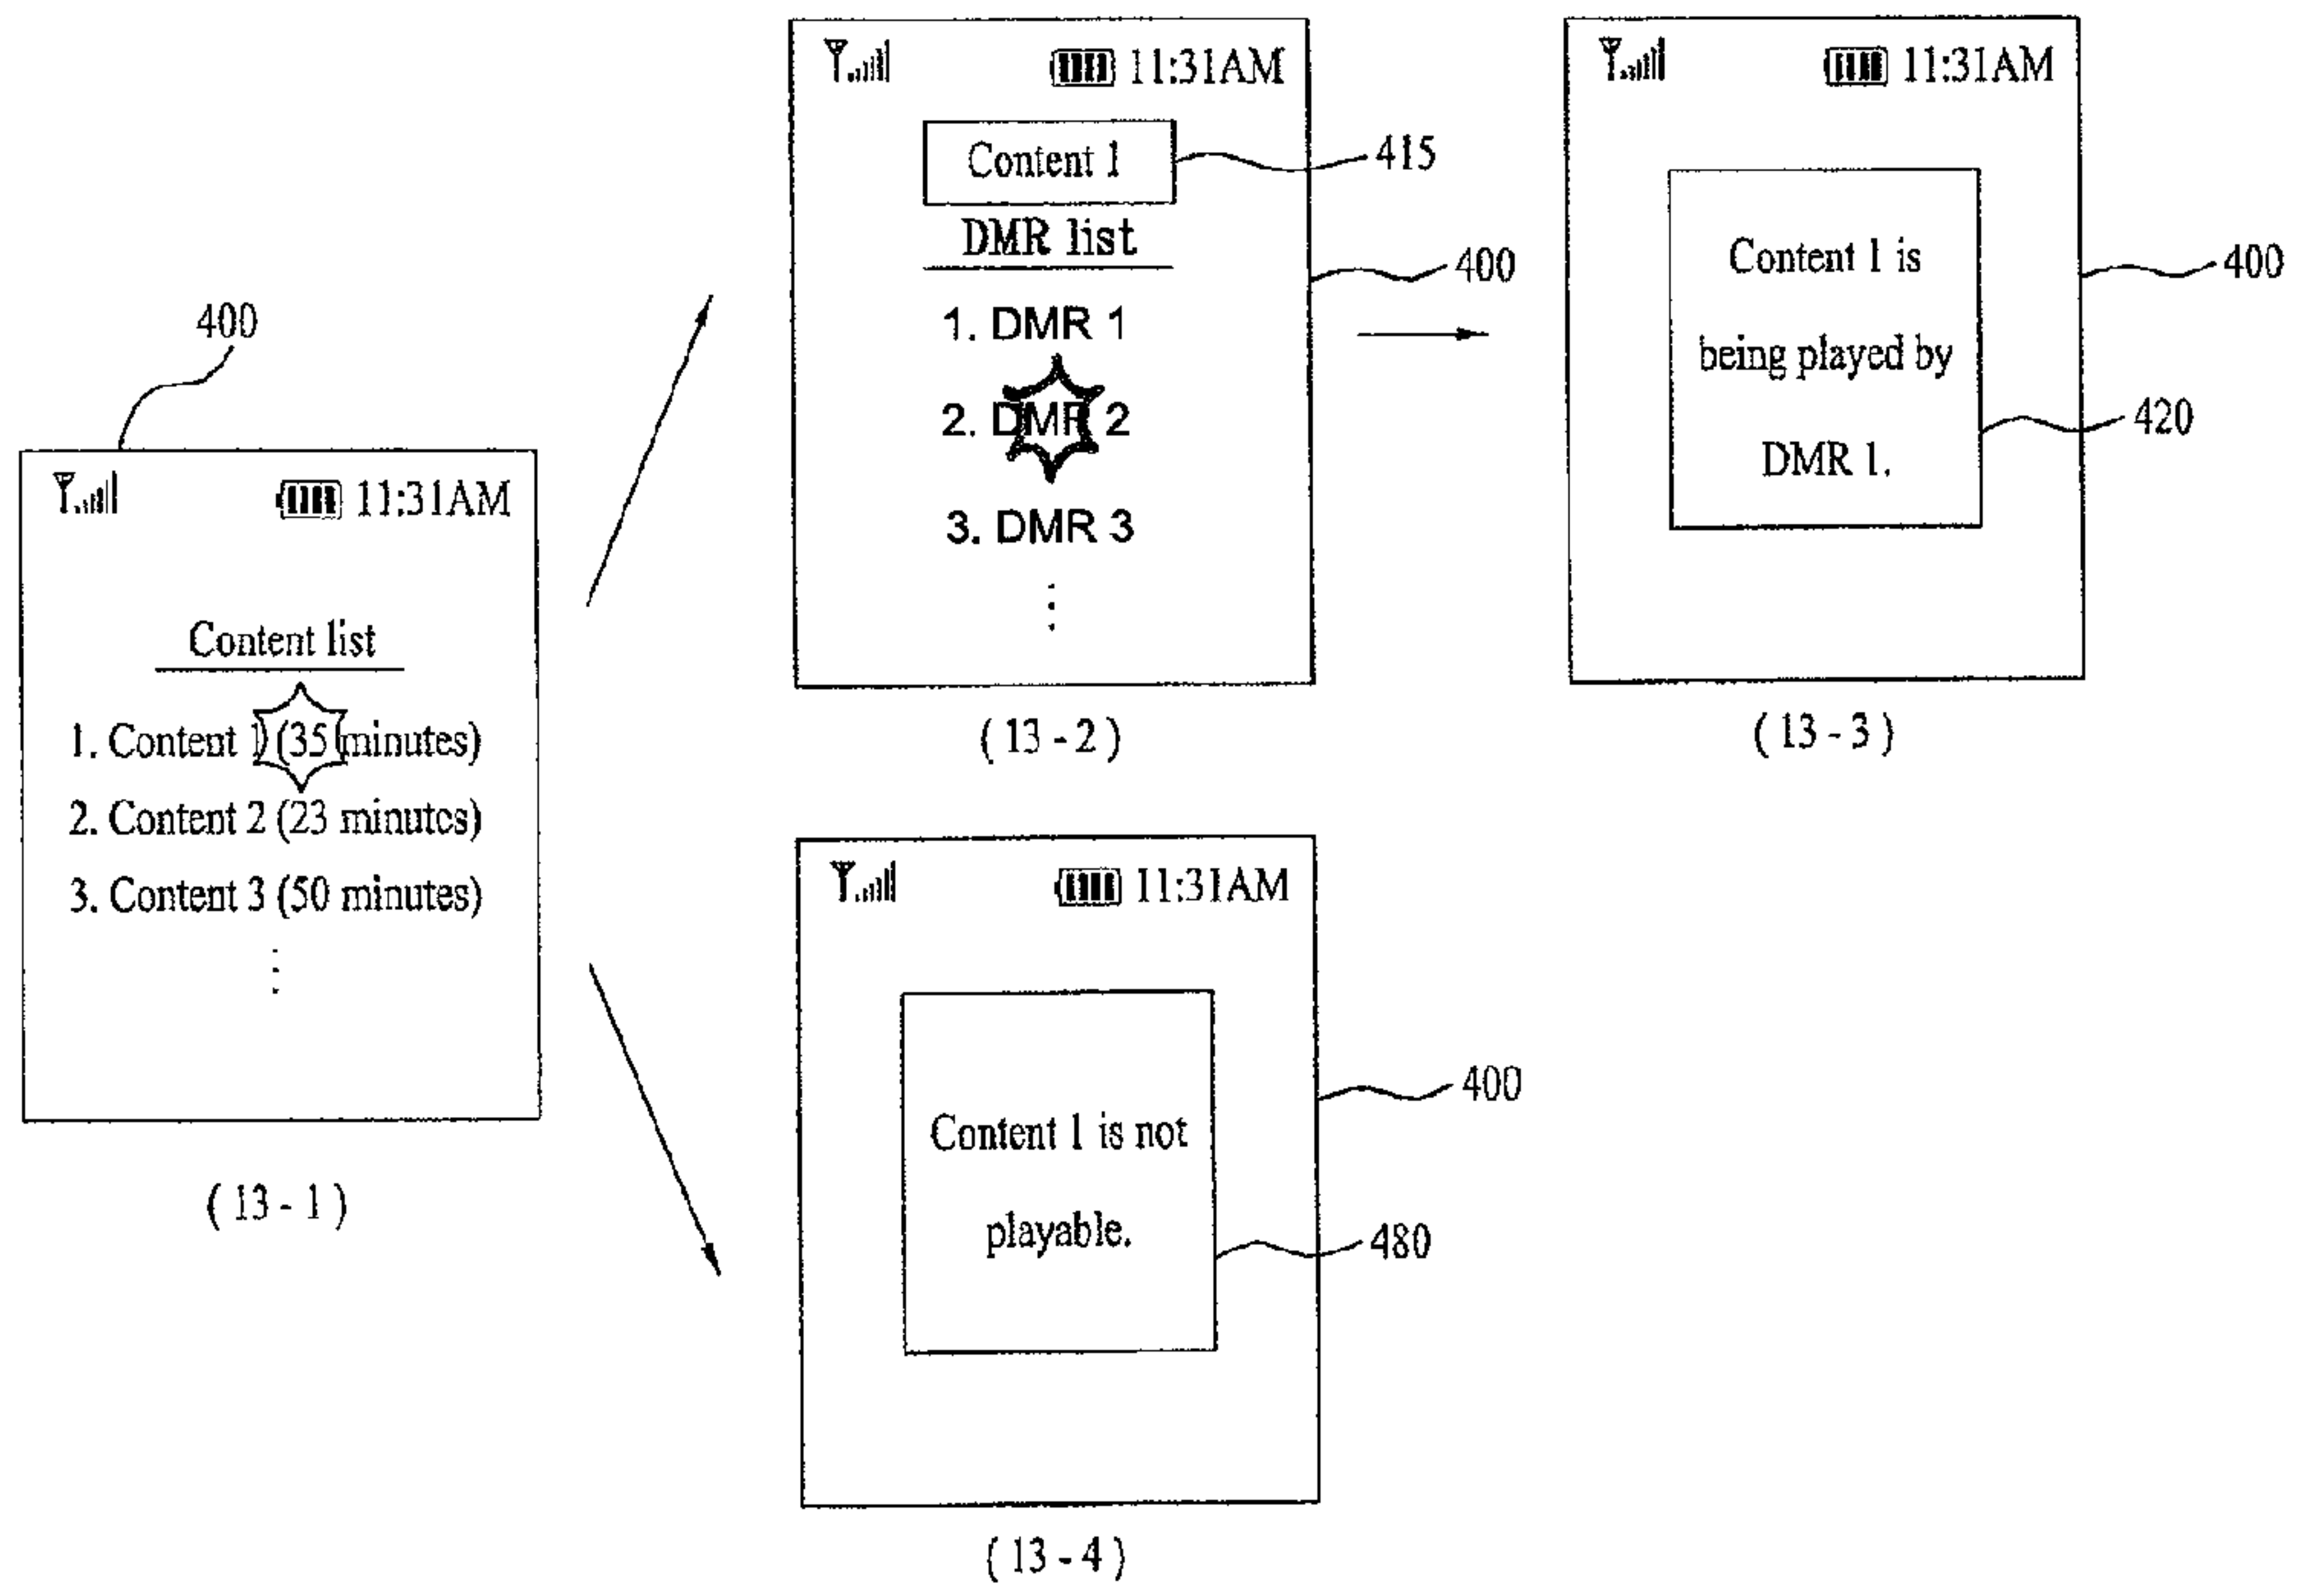 400
11:31AM
Content list
1. Content 1 (35 minutes)
2. Content 2 (23 minutes)
3. Content 3 (50 minutes)
( 13 - 1 )
11:31AM
Content 1
415
DMR list
400
1. DMR 1
2. DMR 2
3. DMR 3
( 13 - 2 )
11:31AM
Content 1 is
400
being played by
420
DMR 1.
( 13 - 3 )
11:31AM
400
Content 1 is not
playable.
480
( 13 - 4 )